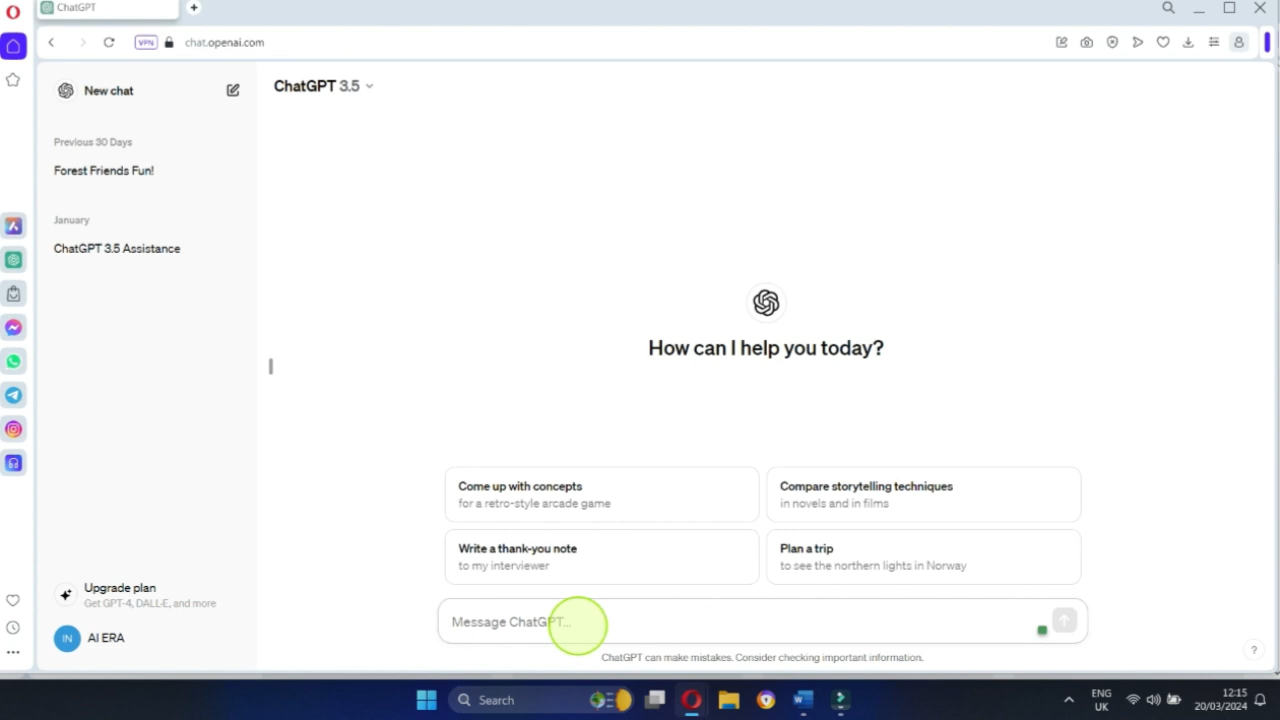 ChatGPT
VPN
chat.openai.com
New chat
Previous 30 Days
Forest Friends Fun!
January
ChatGPT 3.5 Assistance
Upgrade plan
Get GPT-4, DALL·E, and more
IN
AI ERA
ChatGPT 3.5
How can I help you today?
Come up with concepts
for a retro-style arcade game
Compare storytelling techniques
in novels and in films
Write a thank-you note
to my interviewer
Plan a trip
to see the northern lights in Norway
Message ChatGPT...
ChatGPT can make mistakes. Consider checking important information.
?
Search
ENG
UK
12:15
20/03/2024